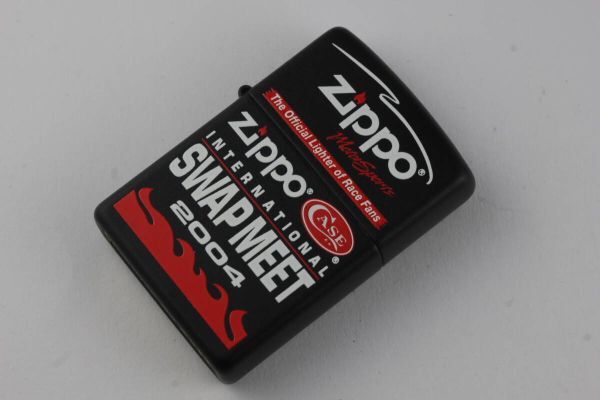 Zippo®
MotorSports
The Official Lighter of Race Fans
Zippo®
INTERNATIONAL
SWAP MEET
2004
CASE®